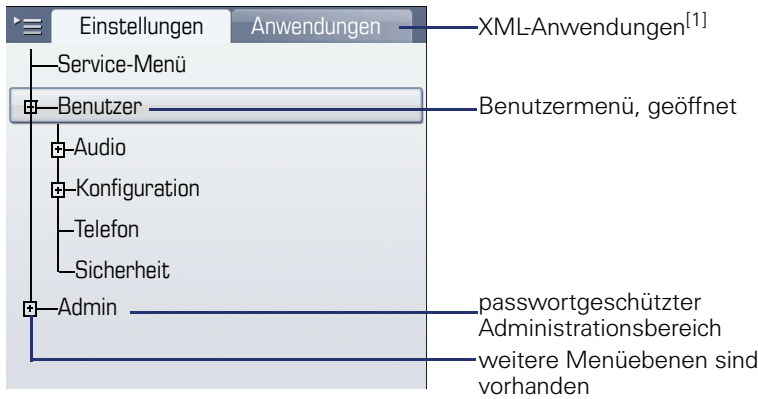 Einstellungen Anwendungen XML-Anwendungen[1]
Service-Menü
Benutzer Benutzermenü, geöffnet
Audio
Konfiguration
Telefon
Sicherheit
Admin passwortgeschützter
Administrationsbereich
weitere Menüebenen sind
vorhanden